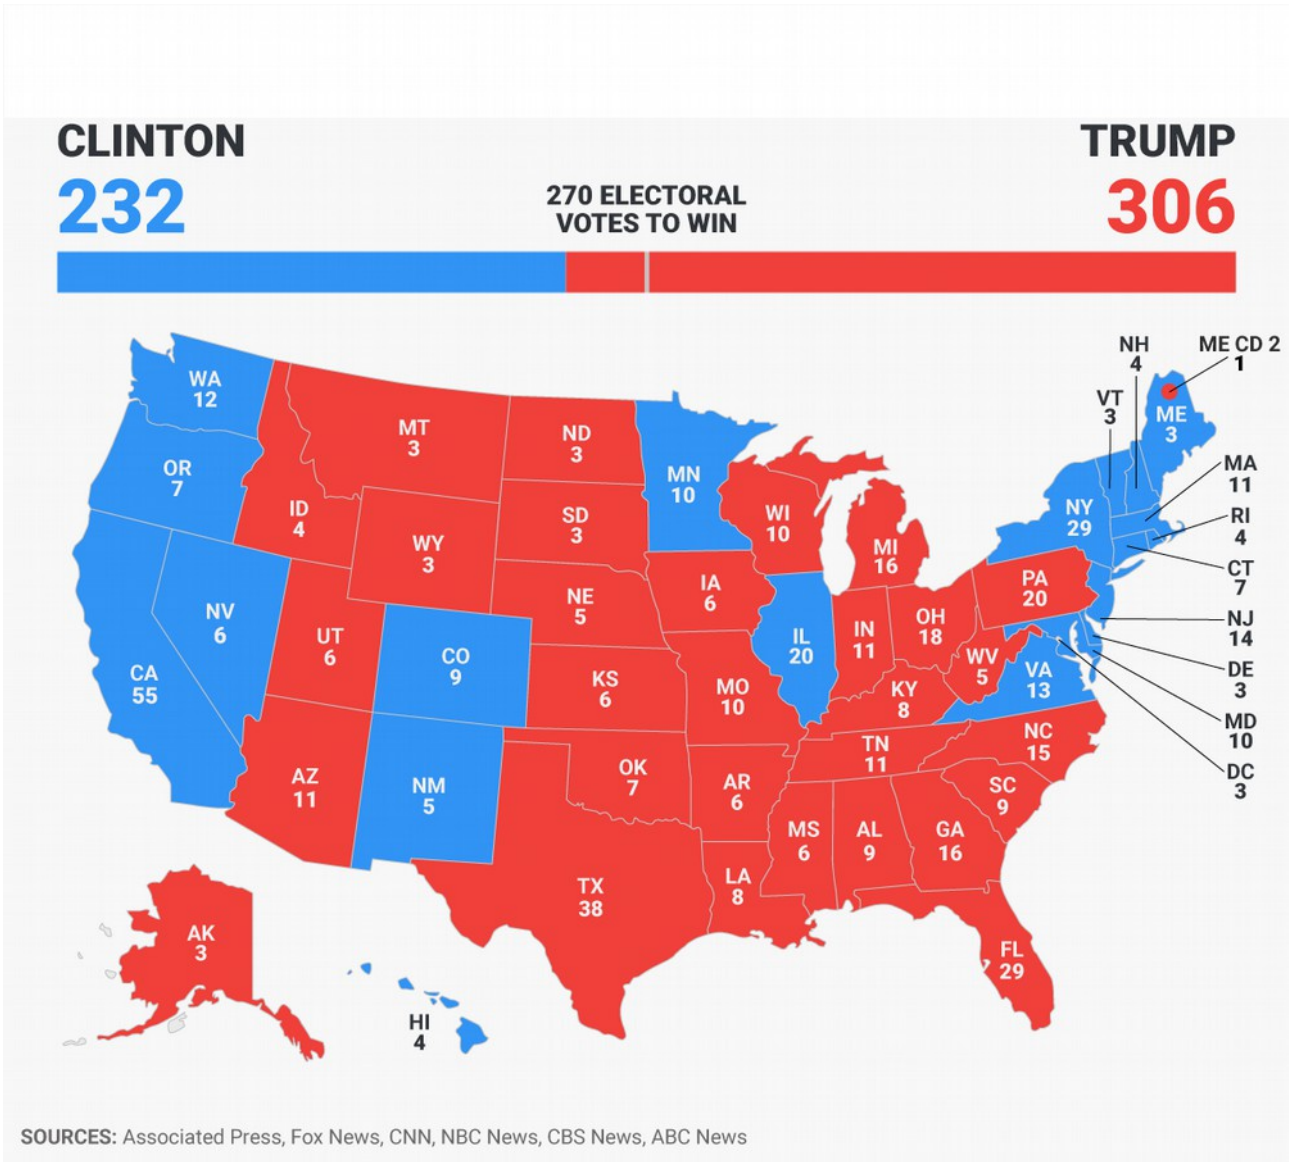 CLINTON
TRUMP
232
270 ELECTORAL
VOTES TO WIN
306
WA
12
OR
7
CA
55
NV
6
ID
4
MT
3
WY
3
UT
6
AZ
11
CO
9
NM
5
ND
3
SD
3
NE
5
KS
6
OK
7
TX
38
MN
10
IA
6
MO
10
AR
6
LA
8
WI
10
IL
20
MI
16
IN
11
OH
18
KY
8
TN
11
MS
6
AL
9
GA
16
FL
29
SC
9
NC
15
VA
13
WV
5
PA
20
NY
29
VT
3
NH
4
ME CD 2
1
ME
3
MA
11
RI
4
CT
7
NJ
14
DE
3
MD
10
DC
3
AK
3
HI
4
SOURCES: Associated Press, Fox News, CNN, NBC News, CBS News, ABC News